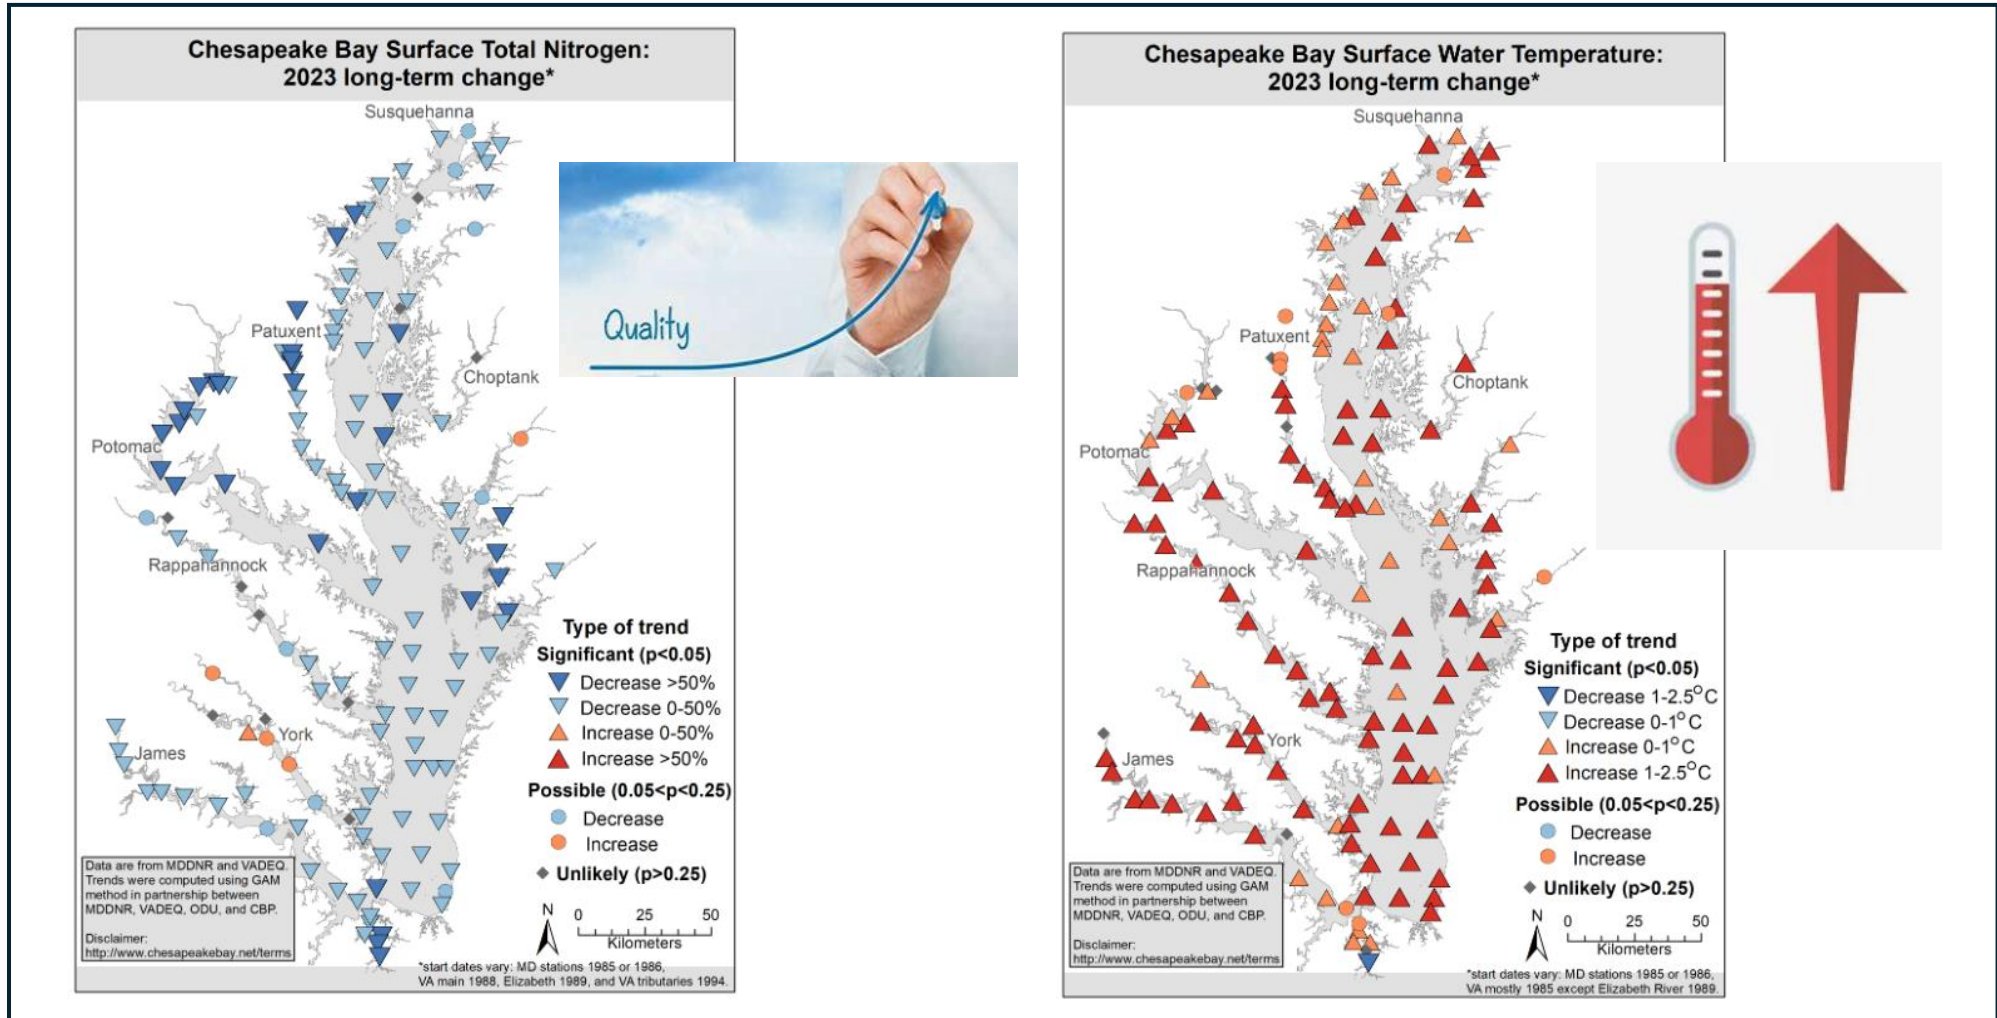 Chesapeake Bay Surface Total Nitrogen:
2023 long-term change*
Susquehanna
Patuxent
Choptank
Potomac
Rappahannock
York
James
Type of trend
Significant (p<0.05)
Decrease >50%
Decrease 0-50%
Increase 0-50%
Increase >50%
Possible (0.05<p<0.25)
Decrease
Increase
Unlikely (p>0.25)
N
0 25 50
Kilometers
Data are from MDDNR and VADEQ.
Trends were computed using GAM
method in partnership between
MDDNR, VADEQ, ODU, and CBP.
Disclaimer:
http://www.chesapeakebay.net/terms
*start dates vary: MD stations 1985 or 1986,
VA main 1988, Elizabeth 1989, and VA tributaries 1994.
Quality
Chesapeake Bay Surface Water Temperature:
2023 long-term change*
Susquehanna
Patuxent
Choptank
Potomac
Rappahannock
York
James
Type of trend
Significant (p<0.05)
Decrease 1-2.5°C
Decrease 0-1°C
Increase 0-1°C
Increase 1-2.5°C
Possible (0.05<p<0.25)
Decrease
Increase
Unlikely (p>0.25)
N
0 25 50
Kilometers
Data are from MDDNR and VADEQ.
Trends were computed using GAM
method in partnership between
MDDNR, VADEQ, ODU, and CBP.
Disclaimer:
http://www.chesapeakebay.net/terms
*start dates vary: MD stations 1985 or 1986,
VA mostly 1985 except Elizabeth River 1989.